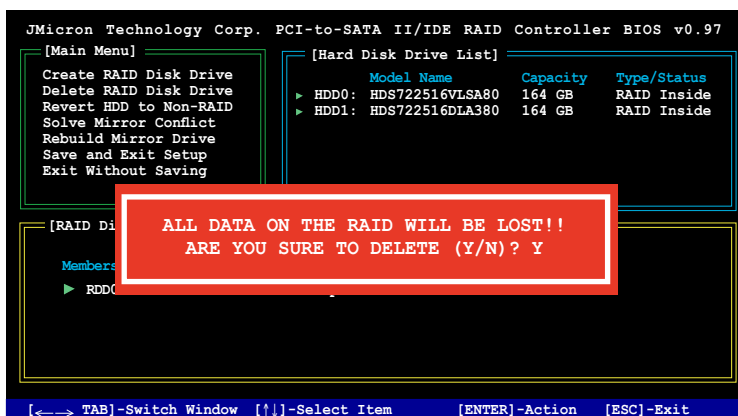 JMicron Technology Corp. PCI-to-SATA II/IDE RAID Controller BIOS v0.97
[Main Menu]
Create RAID Disk Drive
Delete RAID Disk Drive
Revert HDD to Non-RAID
Solve Mirror Conflict
Rebuild Mirror Drive
Save and Exit Setup
Exit Without Saving
[Hard Disk Drive List]
Model Name Capacity Type/Status
HDD0: HDS722516VLSA80 164 GB RAID Inside
HDD1: HDS722516DLA380 164 GB RAID Inside
ALL DATA ON THE RAID WILL BE LOST!!
ARE YOU SURE TO DELETE (Y/N)? Y
[RAID Di
Members
RDD0
[←→ TAB]-Switch Window [↑↓]-Select Item [ENTER]-Action [ESC]-Exit